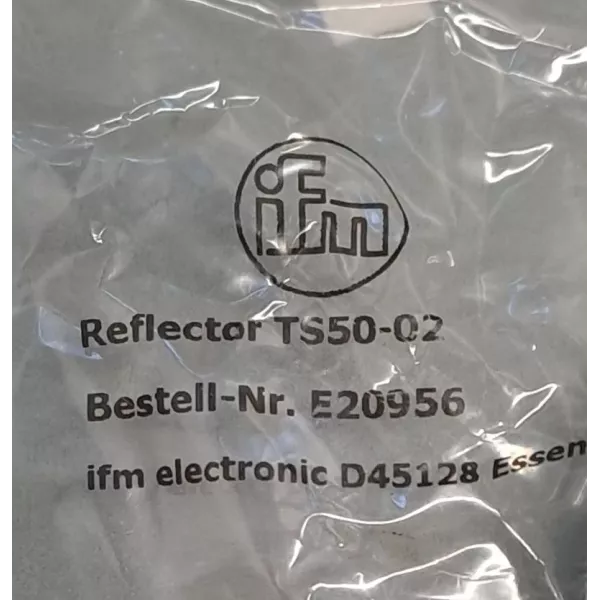 ifm
Reflector TS50-02
Bestell-Nr. E20956
ifm electronic D45128 Essen